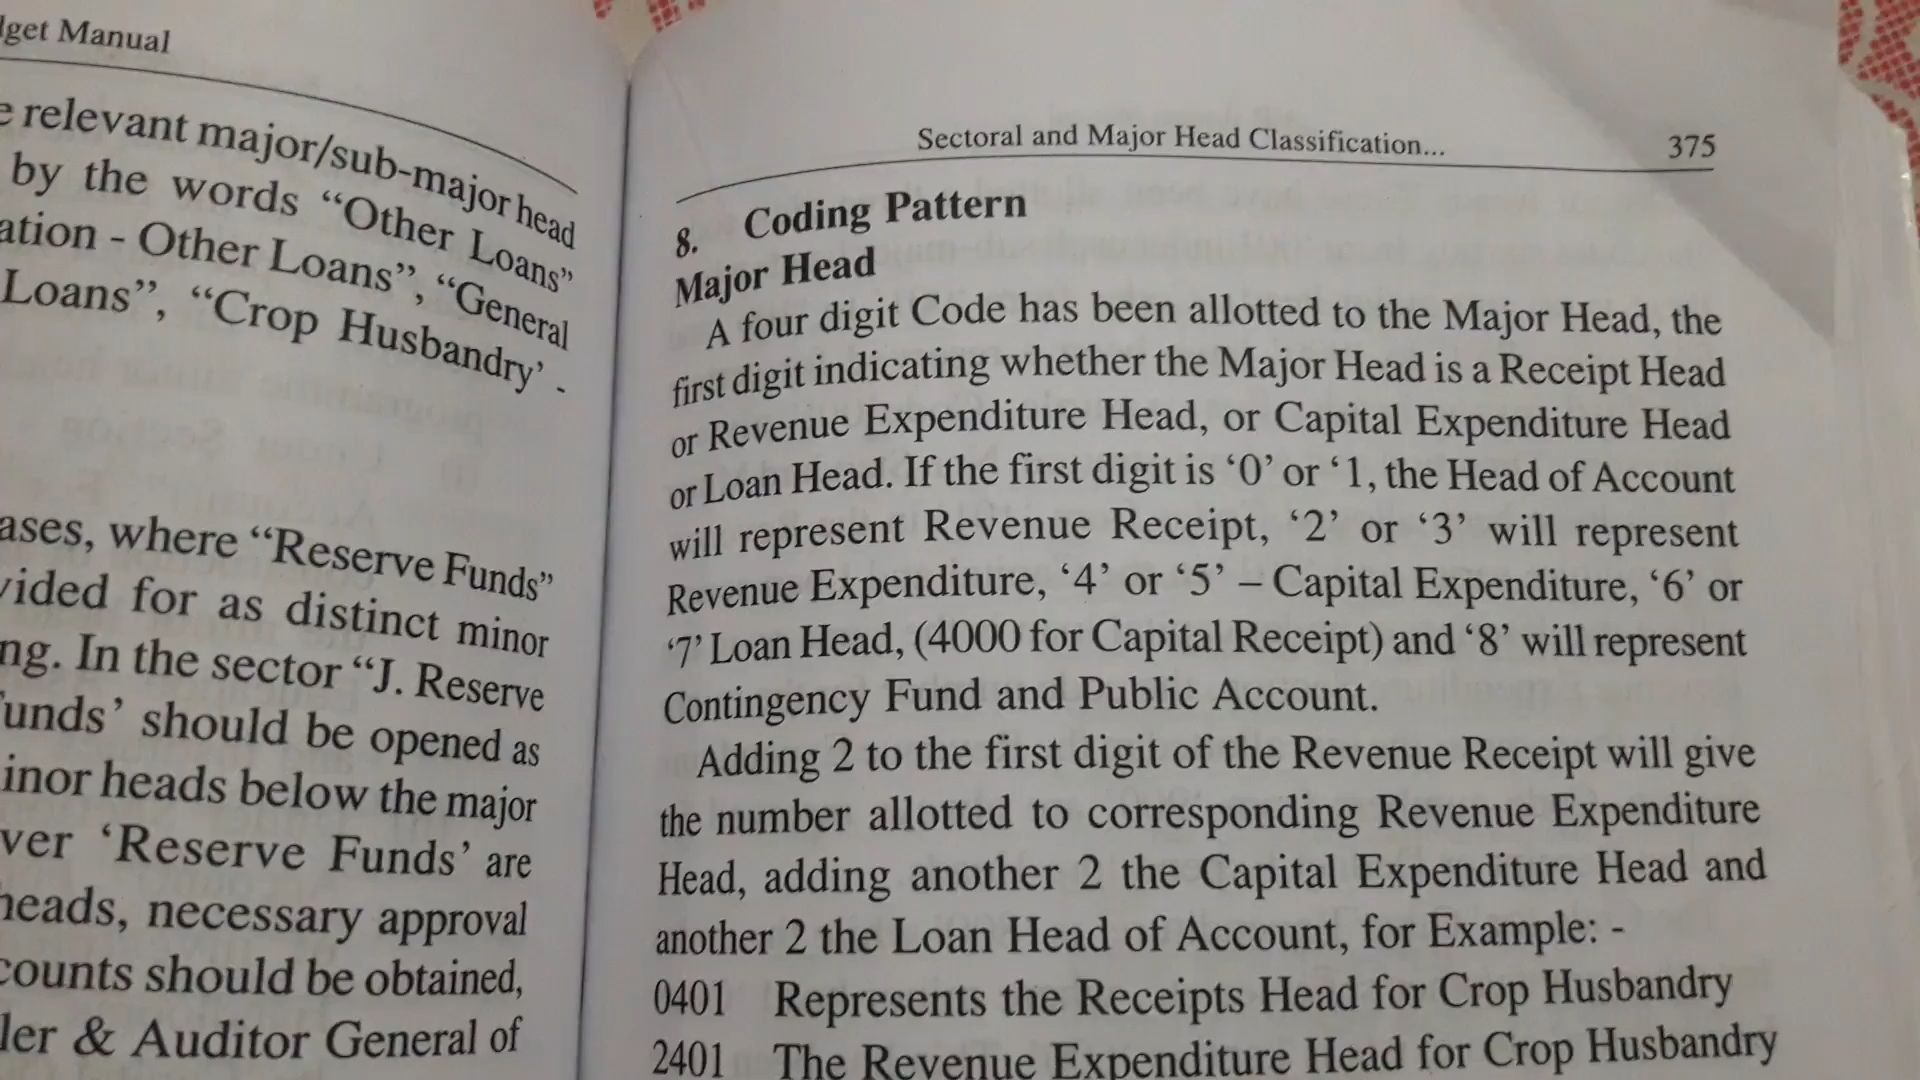 get Manual
relevant major/sub-major head
by the words “Other Loans”
ation - Other Loans”, “General
Loans”, “Crop Husbandry’ -
ases, where “Reserve Funds”
vided for as distinct minor
ng. In the sector “J. Reserve
unds’ should be opened as
inor heads below the major
ver ‘Reserve Funds’ are
heads, necessary approval
counts should be obtained,
ler & Auditor General of
Sectoral and Major Head Classification... 375
8. Coding Pattern
Major Head
A four digit Code has been allotted to the Major Head, the
first digit indicating whether the Major Head is a Receipt Head
or Revenue Expenditure Head, or Capital Expenditure Head
or Loan Head. If the first digit is ‘0’ or ‘1, the Head of Account
will represent Revenue Receipt, ‘2’ or ‘3’ will represent
Revenue Expenditure, ‘4’ or ‘5’ – Capital Expenditure, ‘6’ or
‘7’ Loan Head, (4000 for Capital Receipt) and ‘8’ will represent
Contingency Fund and Public Account.
Adding 2 to the first digit of the Revenue Receipt will give
the number allotted to corresponding Revenue Expenditure
Head, adding another 2 the Capital Expenditure Head and
another 2 the Loan Head of Account, for Example: -
0401 Represents the Receipts Head for Crop Husbandry
2401 The Revenue Expenditure Head for Crop Husbandry